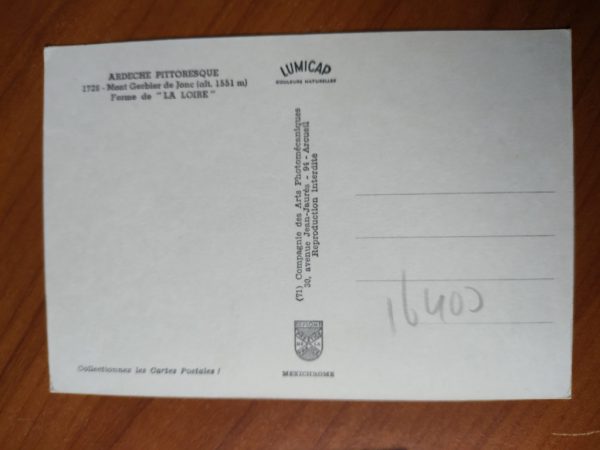 ARDECHE PITTORESQUE
1726 - Mont Gerbier de Jonc (alt. 1551 m)
Ferme de "LA LOIRE"
LUMICAP
COULEURS NATURELLES
(71) Compagnie des Arts Photomécaniques
30, avenue Jean-Jaurès - 94 - Arcueil
Reproduction Interdite
16400
Collectionnez les Cartes Postales !
MEXICHROME